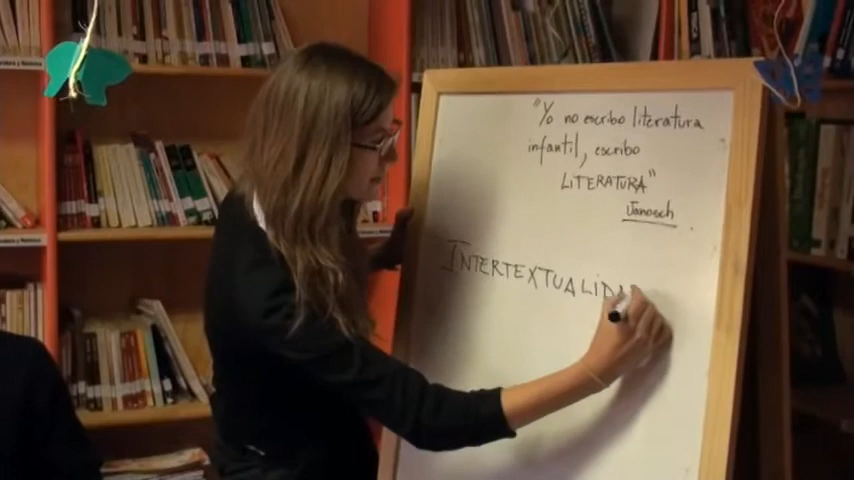 "Yo no escribo literatura
infantil, escribo
LITERATURA"
Janosch
INTERTEXTUALIDA